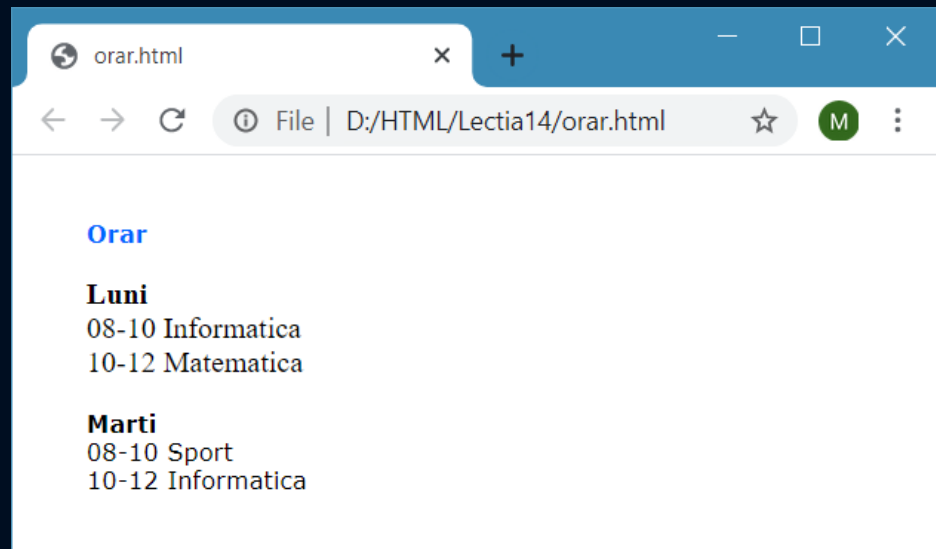 orar.html
File | D:/HTML/Lectia14/orar.html
M
Orar
Luni
08-10 Informatica
10-12 Matematica
Marti
08-10 Sport
10-12 Informatica